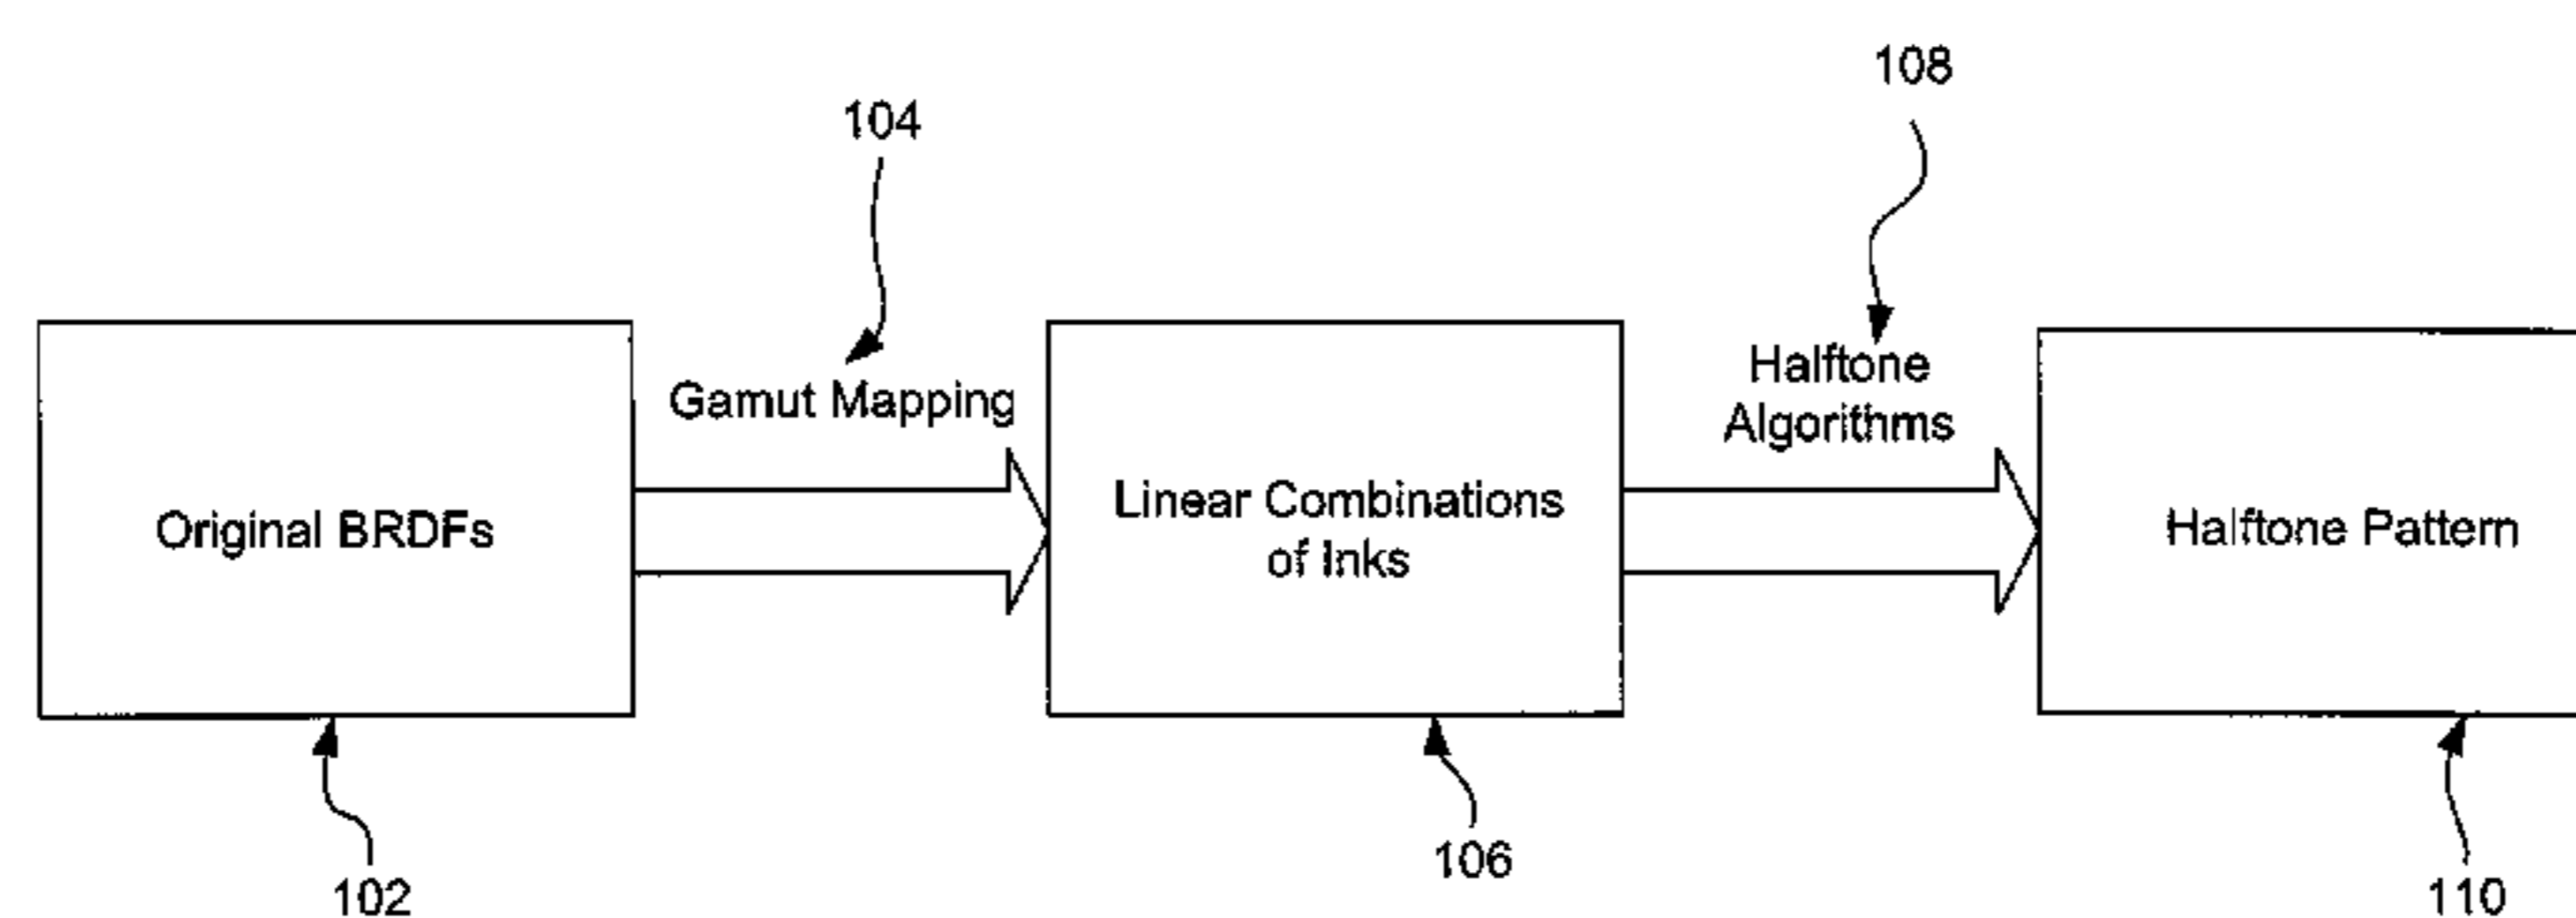 108
104
Halftone
Algorithms
Gamut Mapping
Original BRDFs
Linear Combinations
of Inks
Halftone Pattern
106
102
110